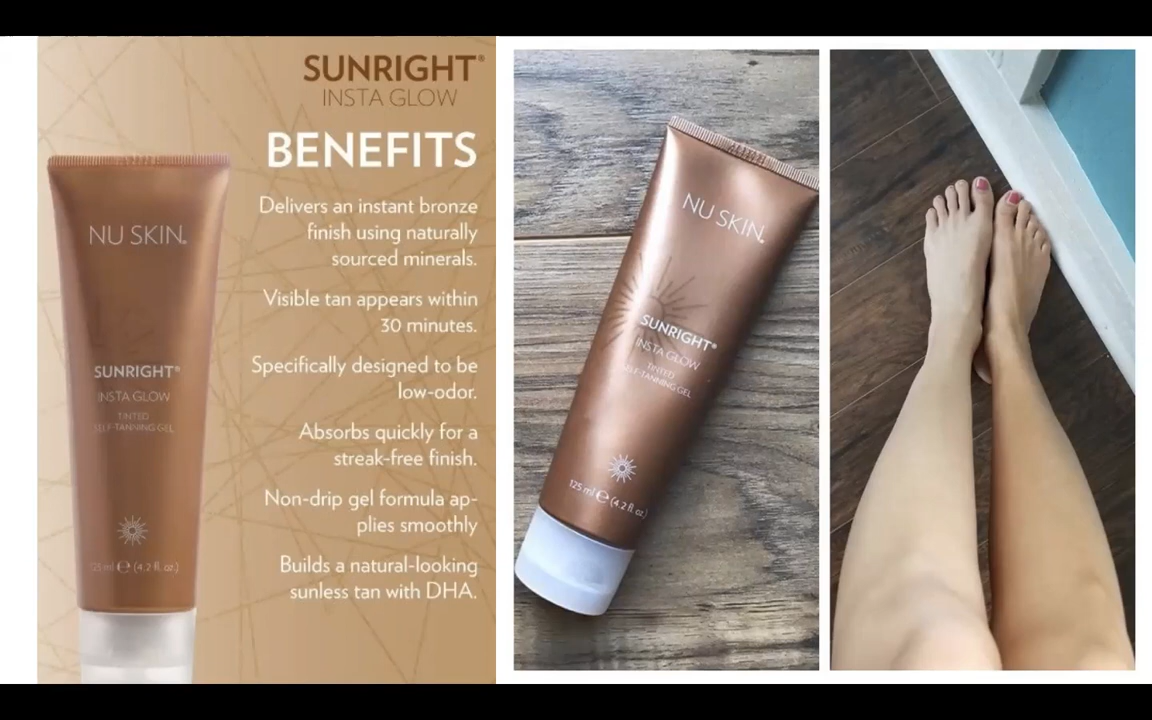 SUNRIGHT®
INSTA GLOW
BENEFITS
Delivers an instant bronze
finish using naturally
sourced minerals.
Visible tan appears within
30 minutes.
Specifically designed to be
low-odor.
Absorbs quickly for a
streak-free finish.
Non-drip gel formula ap-
plies smoothly
Builds a natural-looking
sunless tan with DHA.
NU SKIN®
SUNRIGHT®
INSTA GLOW
TINTED
SELF-TANNING GEL
125 ml ℮ (4.2 fl. oz.)
NU SKIN®
SUNRIGHT®
INSTA GLOW
TINTED
SELF-TANNING GEL
125 ml ℮ (4.2 fl. oz.)